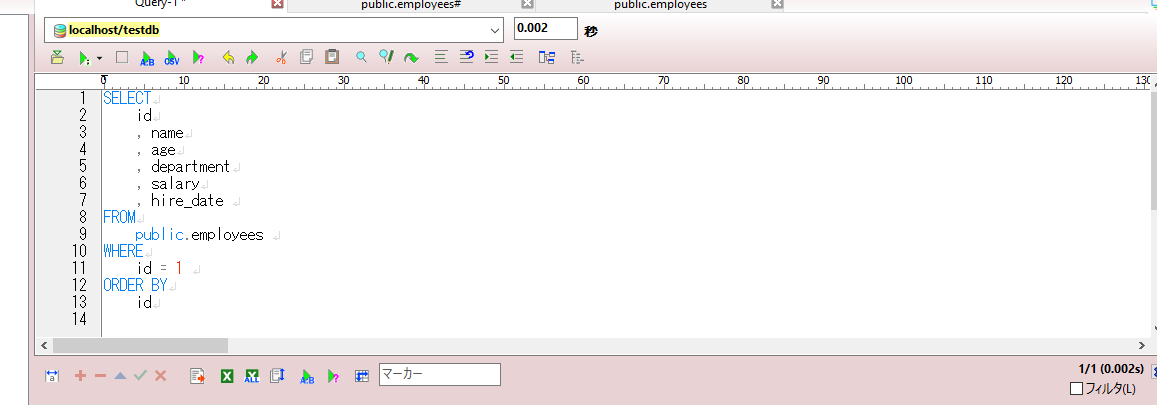 Query-1 *
public.employees#
public.employees
localhost/testdb
0.002 秒
A:B CSV
0 10 20 30 40 50 60 70 80 90 100 110 120 130
1 SELECT
2 id
3 , name
4 , age
5 , department
6 , salary
7 , hire_date
8 FROM
9 public.employees
10 WHERE
11 id = 1
12 ORDER BY
13 id
14
ALL A:B マーカー
1/1 (0.002s)
フィルタ(L)